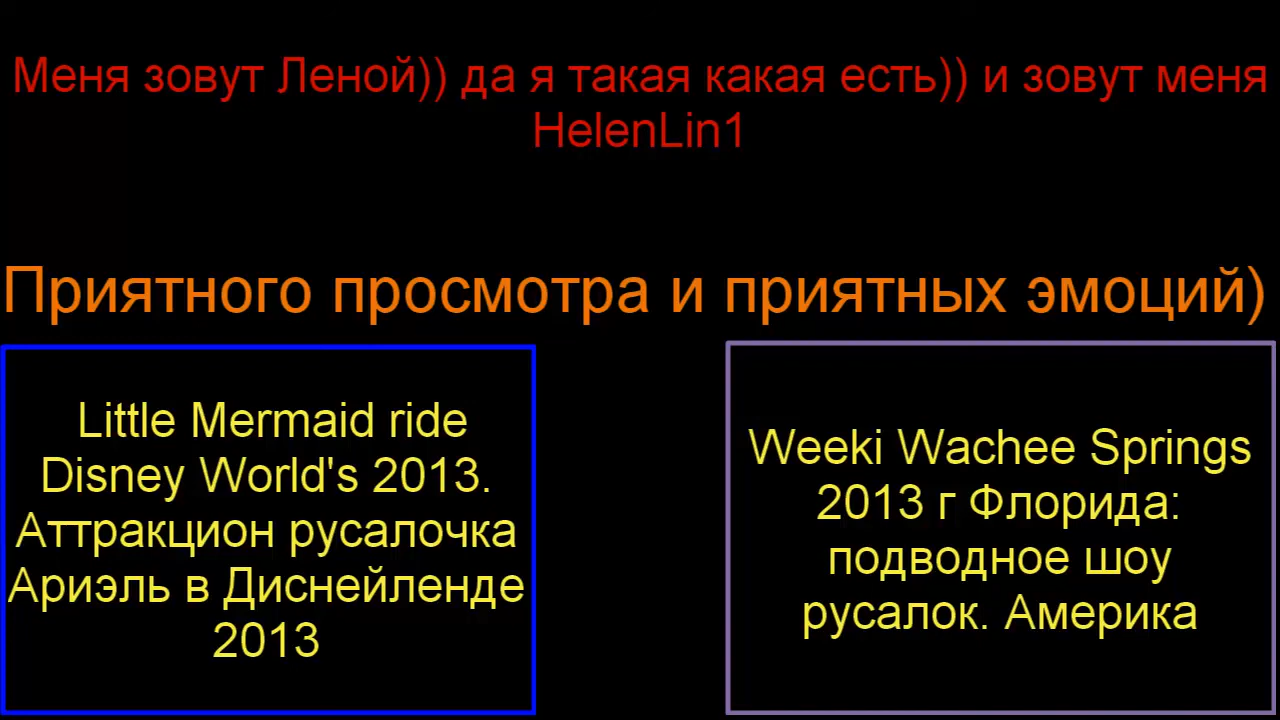 Меня зовут Леной)) да я такая какая есть)) и зовут меня
HelenLin1
Приятного просмотра и приятных эмоций)
Little Mermaid ride
Disney World's 2013.
Аттракцион русалочка
Ариэль в Диснейленде
2013
Weeki Wachee Springs
2013 г Флорида:
подводное шоу
русалок. Америка